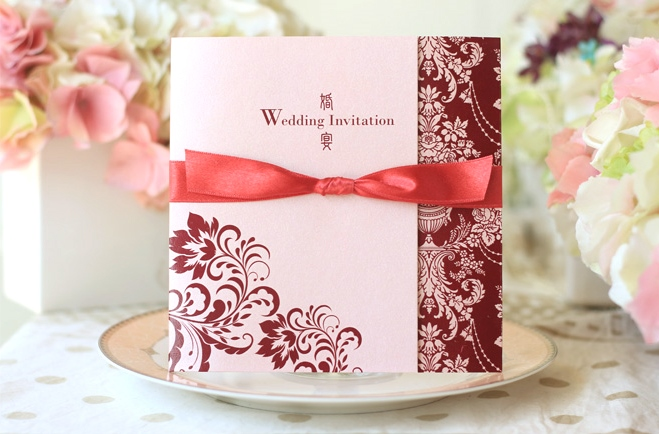 婚
Wedding Invitation
宴